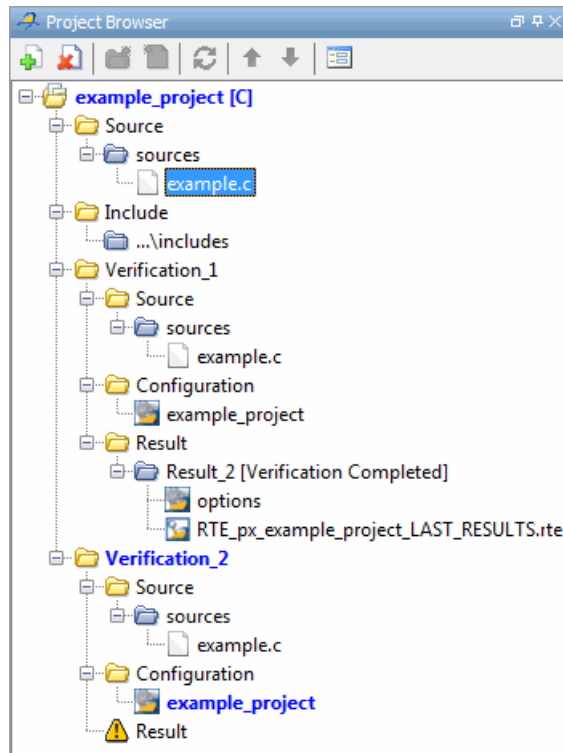 Project Browser
example_project [C]
Source
sources
example.c
Include
...\includes
Verification_1
Source
sources
example.c
Configuration
example_project
Result
Result_2 [Verification Completed]
options
RTE_px_example_project_LAST_RESULTS.rte
Verification_2
Source
sources
example.c
Configuration
example_project
Result